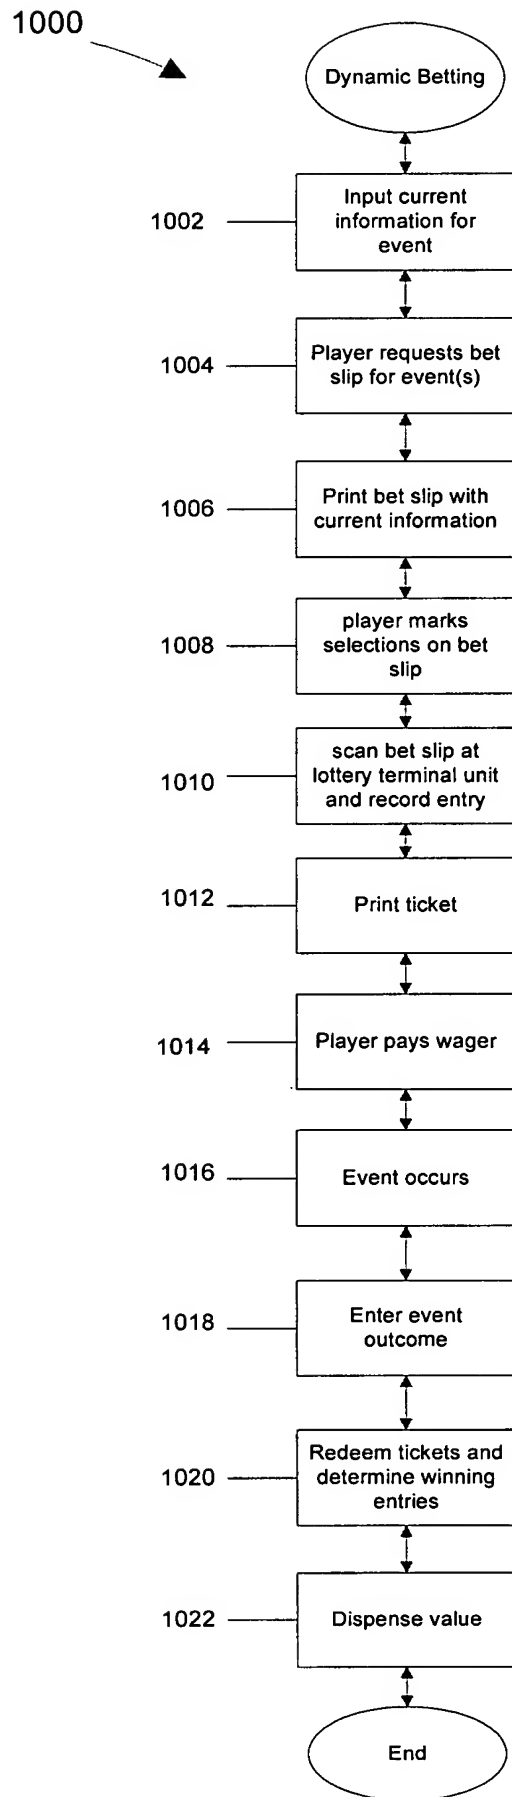 1000
Dynamic Betting
Input current
information for
event
1002
Player requests bet
slip for event(s)
1004
Print bet slip with
current information
1006
player marks
selections on bet
slip
1008
scan bet slip at
lottery terminal unit
and record entry
1010
Print ticket
1012
Player pays wager
1014
Event occurs
1016
Enter event
outcome
1018
Redeem tickets and
determine winning
entries
1020
Dispense value
1022
End